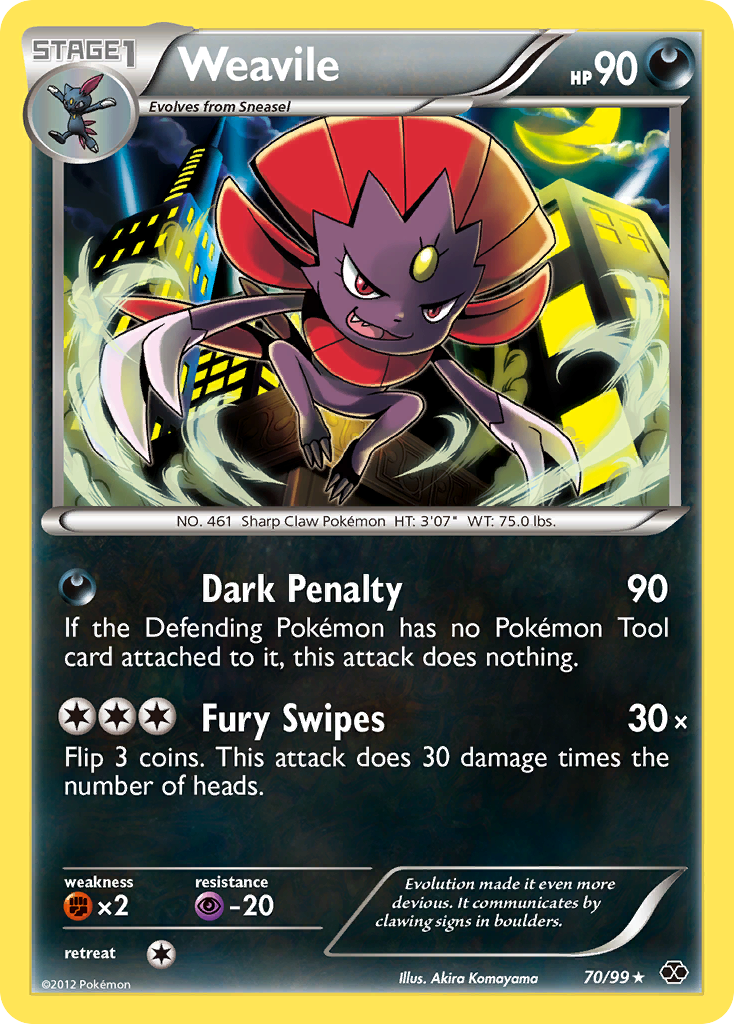 STAGE1
Weavile
HP 90
Evolves from Sneasel
NO. 461 Sharp Claw Pokémon HT: 3'07" WT: 75.0 lbs.
Dark Penalty 90
If the Defending Pokémon has no Pokémon Tool
card attached to it, this attack does nothing.
Fury Swipes 30×
Flip 3 coins. This attack does 30 damage times the
number of heads.
weakness resistance
×2 -20
Evolution made it even more
devious. It communicates by
clawing signs in boulders.
retreat
©2012 Pokémon
Illus. Akira Komayama 70/99 ★